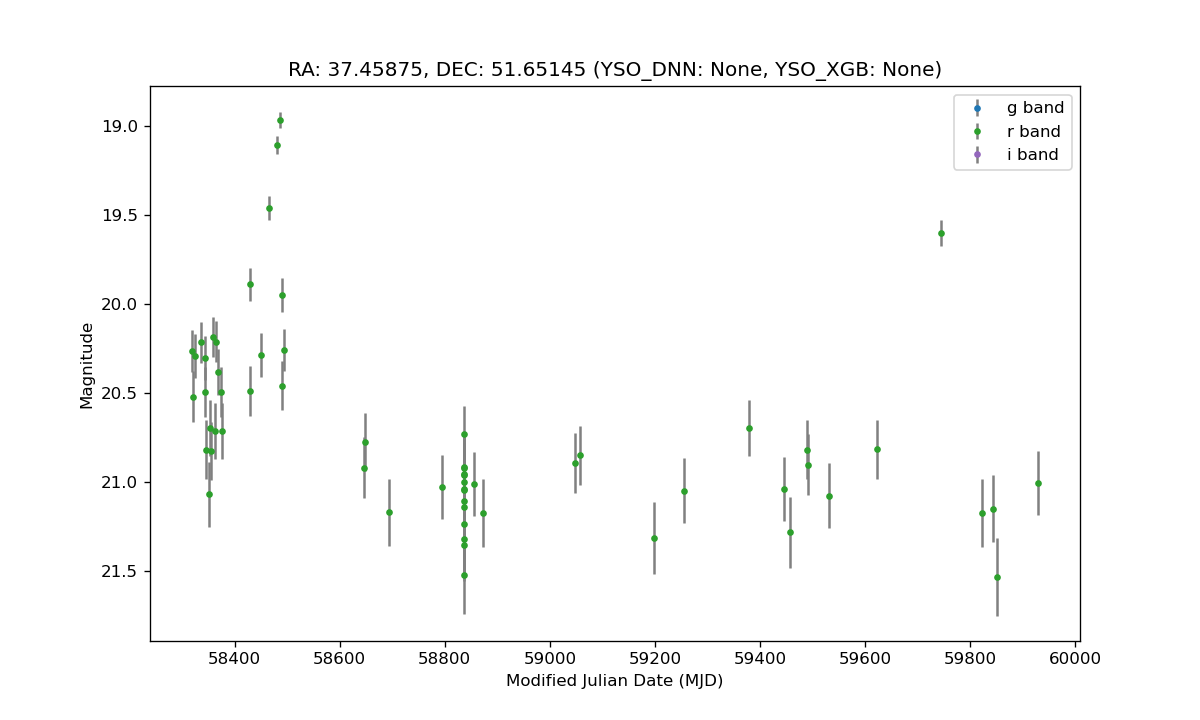 RA: 37.45875, DEC: 51.65145 (YSO_DNN: None, YSO_XGB: None)
g band
r band
i band
19.0
19.5
20.0
20.5
21.0
21.5
Magnitude
58400 58600 58800 59000 59200 59400 59600 59800 60000
Modified Julian Date (MJD)